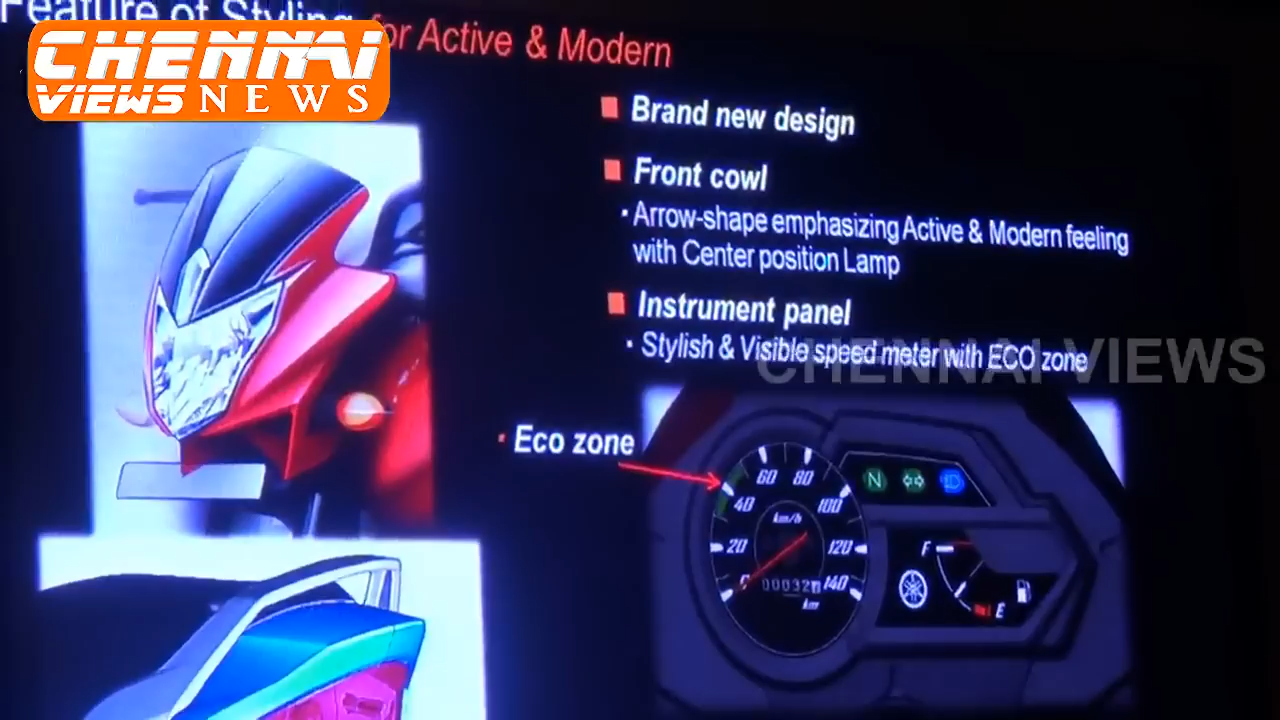 Feature of Styling for Active & Modern
CHENNAI
VIEWS NEWS
Brand new design
Front cowl
· Arrow-shape emphasizing Active & Modern feeling
with Center position Lamp
Instrument panel
· Stylish & Visible speed meter with ECO zone
CHENNAI VIEWS
· Eco zone
60 80
40 100
km/h
20 120
140
km
N
F
E